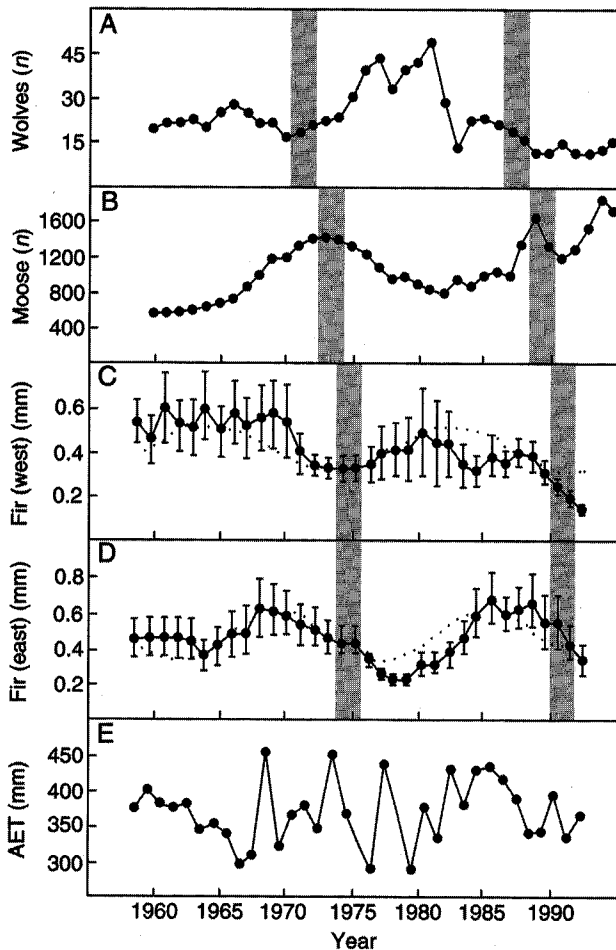 A
Wolves (n)
45
30
15
B
Moose (n)
1600
1200
800
400
C
Fir (west) (mm)
0.6
0.4
0.2
D
Fir (east) (mm)
0.8
0.6
0.4
0.2
E
AET (mm)
450
400
350
300
1960 1965 1970 1975 1980 1985 1990
Year